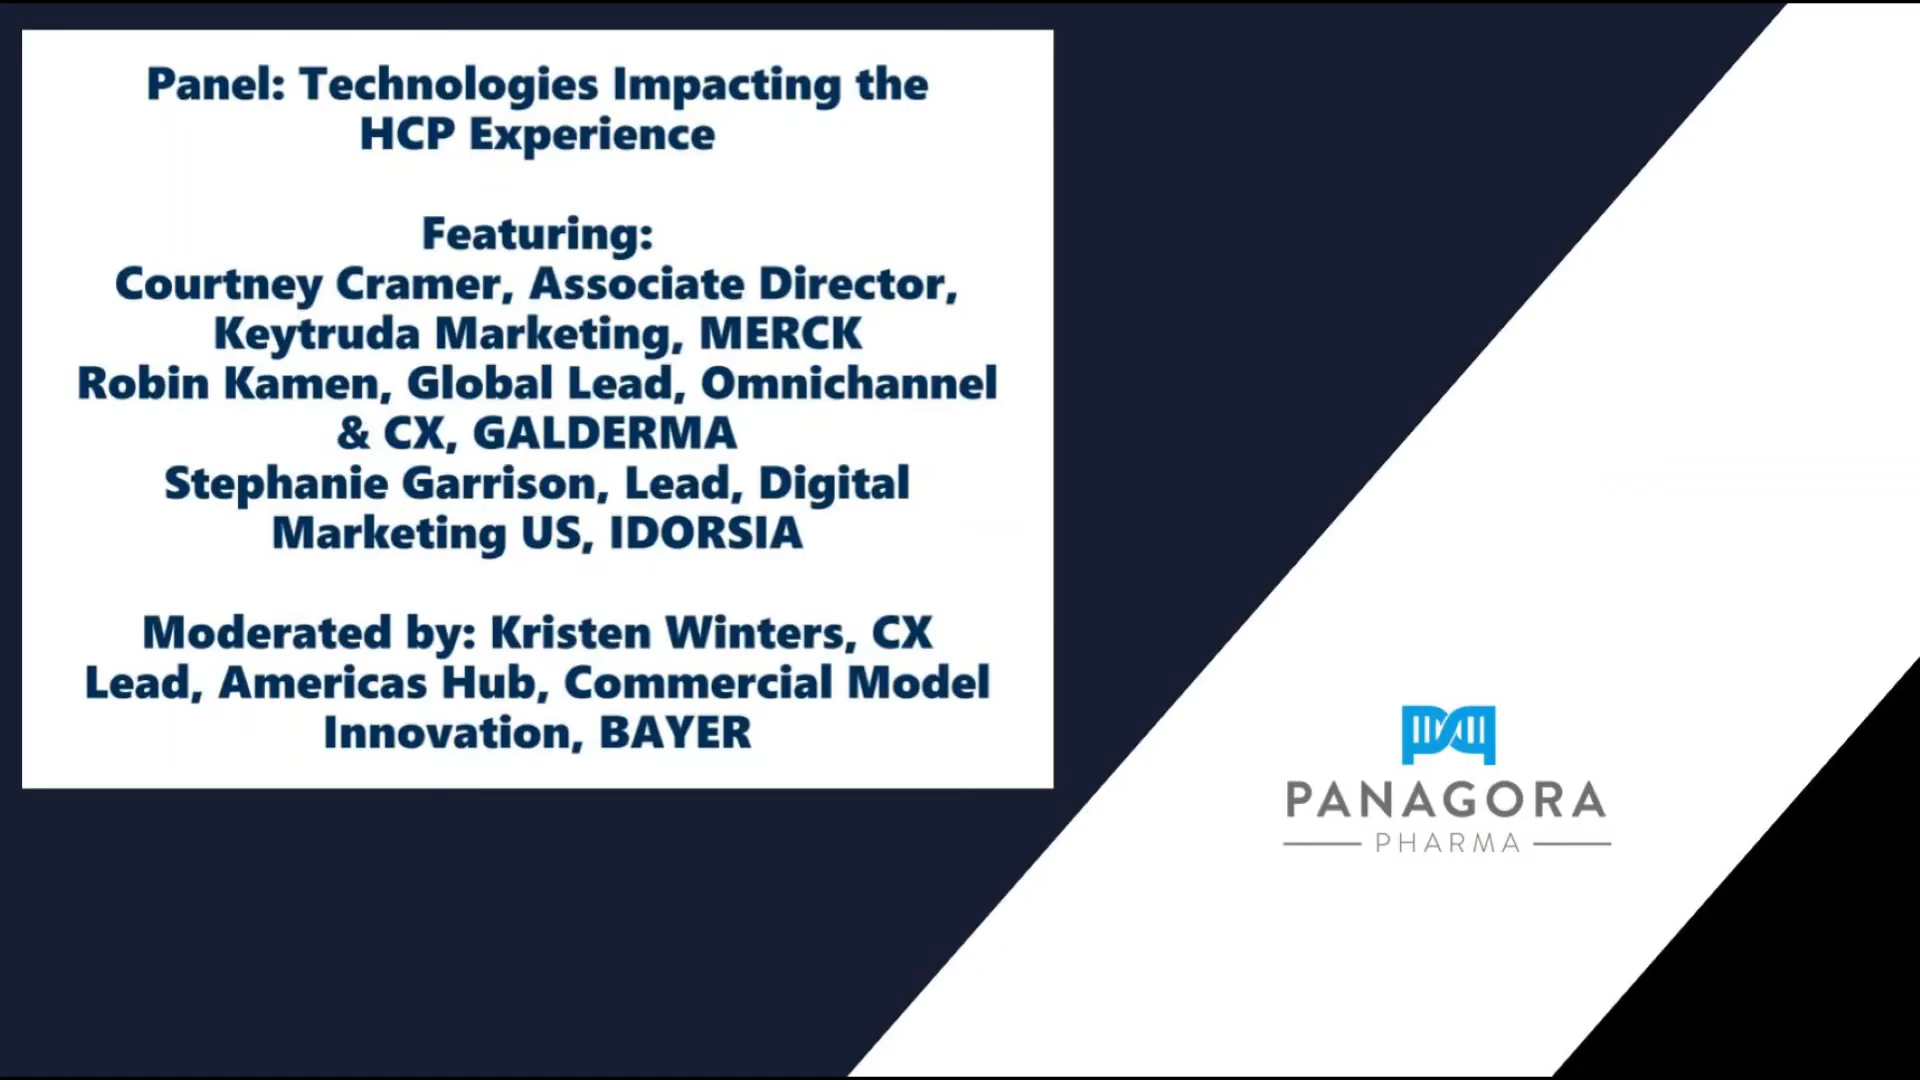 Panel: Technologies Impacting the
HCP Experience
Featuring:
Courtney Cramer, Associate Director,
Keytruda Marketing, MERCK
Robin Kamen, Global Lead, Omnichannel
& CX, GALDERMA
Stephanie Garrison, Lead, Digital
Marketing US, IDORSIA
Moderated by: Kristen Winters, CX
Lead, Americas Hub, Commercial Model
Innovation, BAYER
PANAGORA
PHARMA